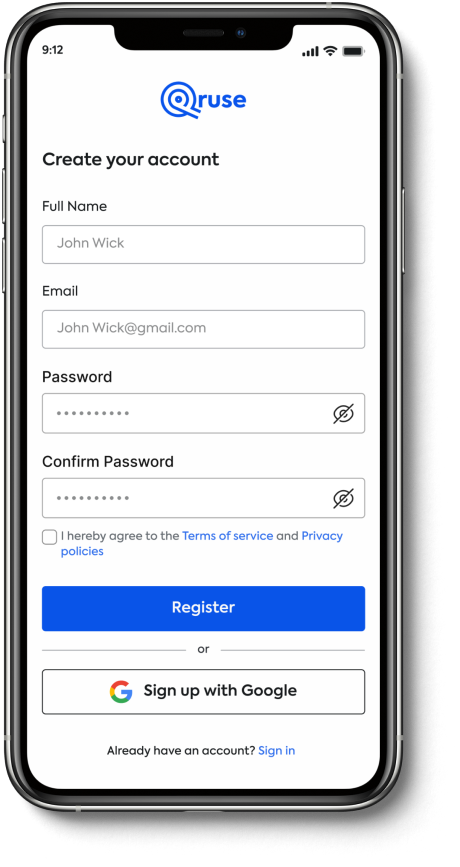 9:12
Qruse
Create your account
Full Name
John Wick
Email
John Wick@gmail.com
Password
••••••••••
Confirm Password
••••••••••
I hereby agree to the Terms of service and Privacy
policies
Register
or
Sign up with Google
Already have an account? Sign in